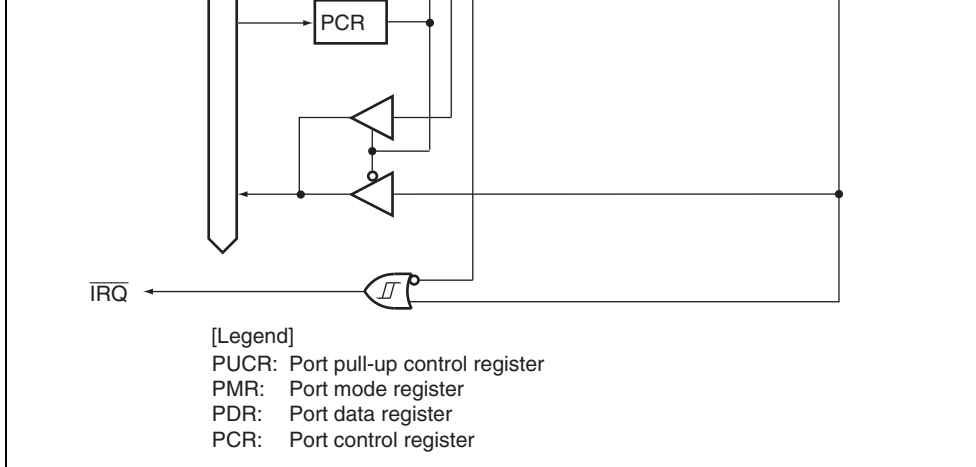 PCR
IRQ
[Legend]
PUCR: Port pull-up control register
PMR: Port mode register
PDR: Port data register
PCR: Port control register